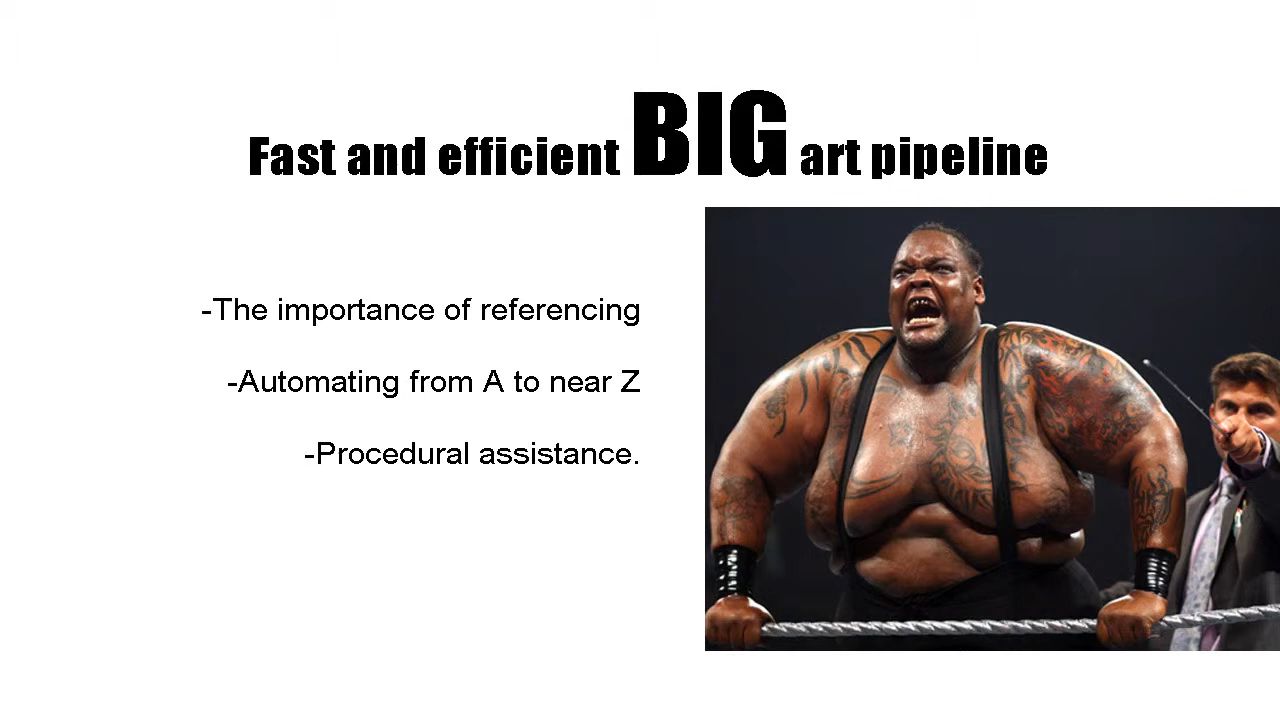 Fast and efficient BIG art pipeline
-The importance of referencing
-Automating from A to near Z
-Procedural assistance.